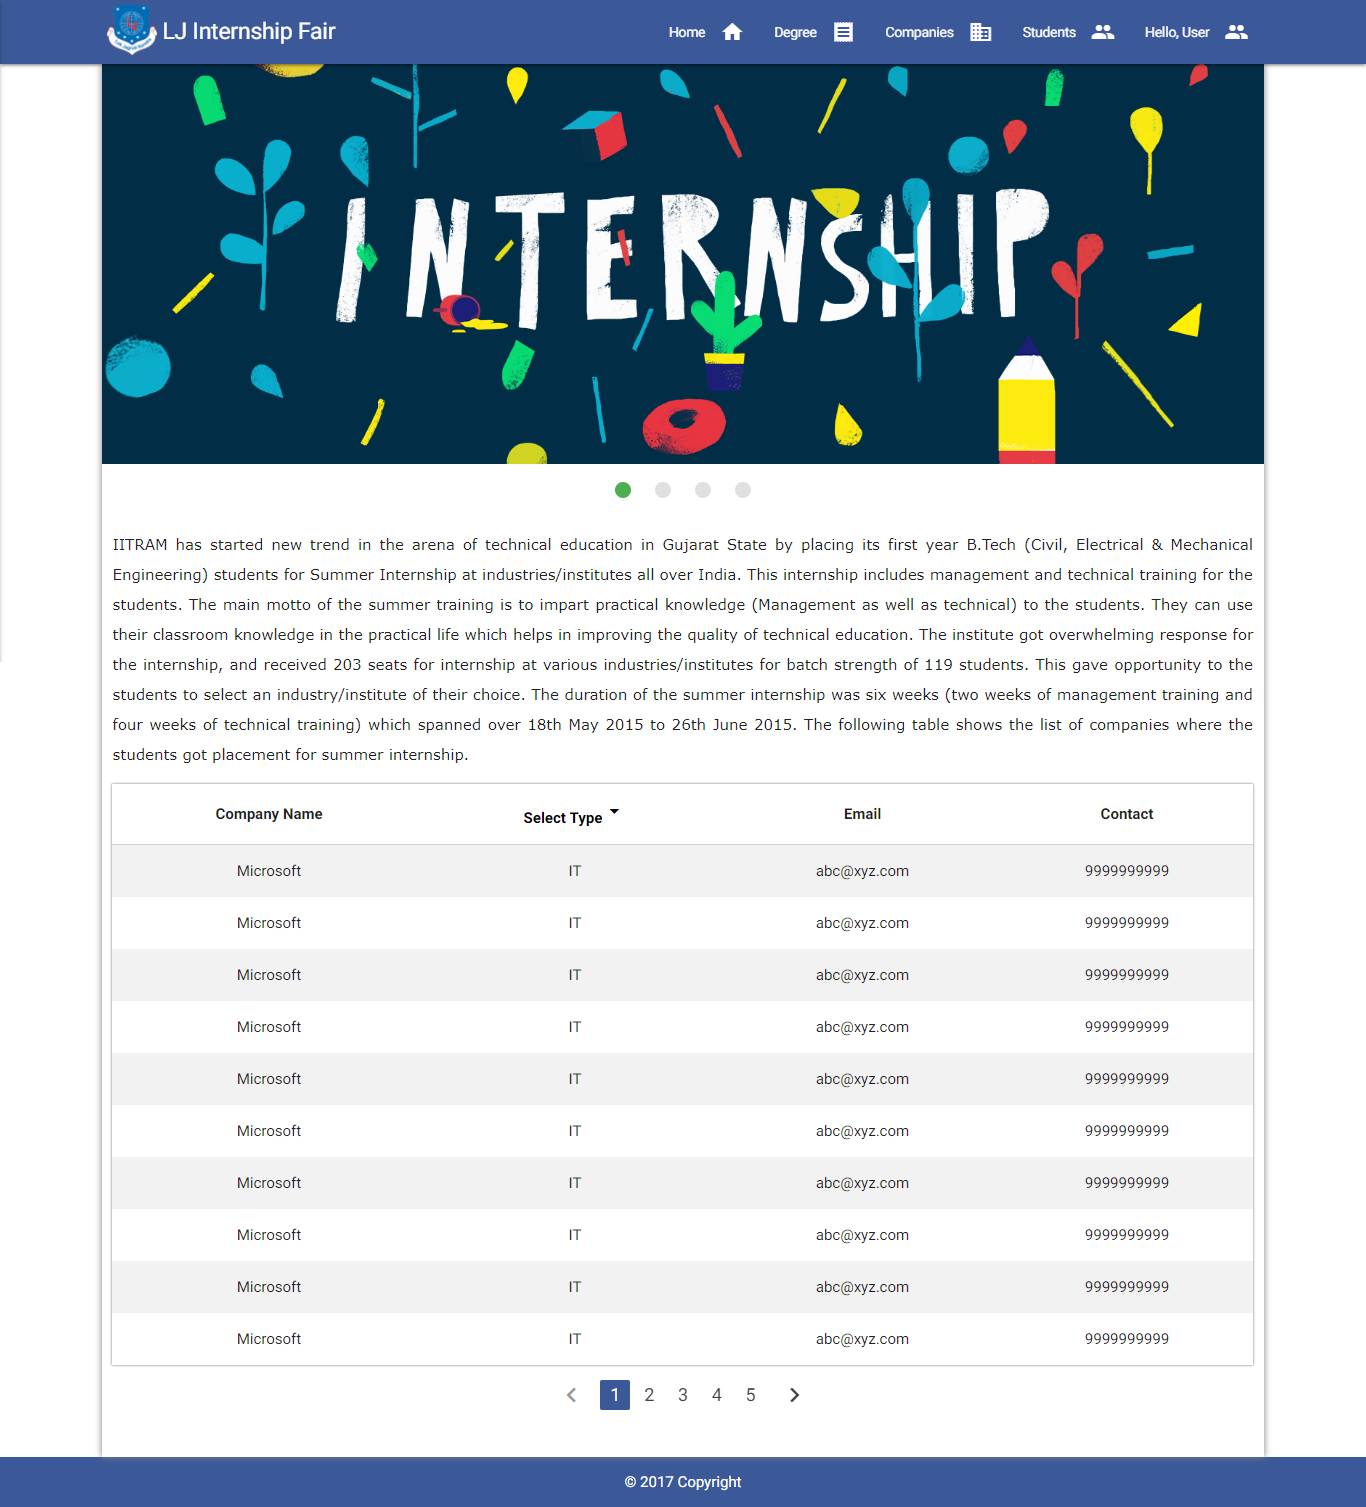 LJ Internship Fair
Home Degree Companies Students Hello, User
INTERNSHIP
IITRAM has started new trend in the arena of technical education in Gujarat State by placing its first year B.Tech (Civil, Electrical & Mechanical
Engineering) students for Summer Internship at industries/institutes all over India. This internship includes management and technical training for the
students. The main motto of the summer training is to impart practical knowledge (Management as well as technical) to the students. They can use
their classroom knowledge in the practical life which helps in improving the quality of technical education. The institute got overwhelming response for
the internship, and received 203 seats for internship at various industries/institutes for batch strength of 119 students. This gave opportunity to the
students to select an industry/institute of their choice. The duration of the summer internship was six weeks (two weeks of management training and
four weeks of technical training) which spanned over 18th May 2015 to 26th June 2015. The following table shows the list of companies where the
students got placement for summer internship.
Company Name Select Type Email Contact
Microsoft IT abc@xyz.com 9999999999
Microsoft IT abc@xyz.com 9999999999
Microsoft IT abc@xyz.com 9999999999
Microsoft IT abc@xyz.com 9999999999
Microsoft IT abc@xyz.com 9999999999
Microsoft IT abc@xyz.com 9999999999
Microsoft IT abc@xyz.com 9999999999
Microsoft IT abc@xyz.com 9999999999
Microsoft IT abc@xyz.com 9999999999
Microsoft IT abc@xyz.com 9999999999
1 2 3 4 5
© 2017 Copyright